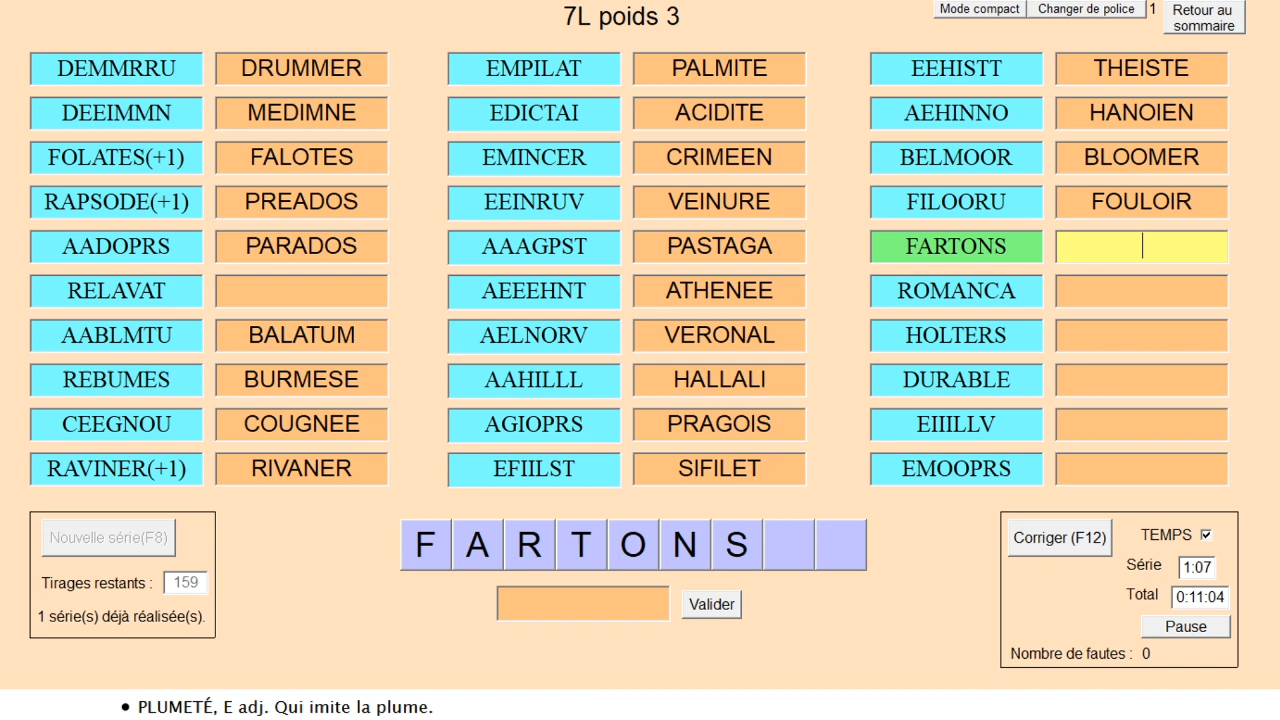 7L poids 3
Mode compact Changer de police 1 Retour au sommaire
DEMMRRU DRUMMER EMPILAT PALMITE EEHISTT THEISTE
DEEIMMN MEDIMNE EDICTAI ACIDITE AEHINNO HANOIEN
FOLATES(+1) FALOTES EMINCER CRIMEEN BELMOOR BLOOMER
RAPSODE(+1) PREADOS EEINRUV VEINURE FILOORU FOULOIR
AADOPRS PARADOS AAAGPST PASTAGA FARTONS
RELAVAT AEEEHNT ATHENEE ROMANCA
AABLMTU BALATUM AELNORV VERONAL HOLTERS
REBUMES BURMESE AAHILLL HALLALI DURABLE
CEEGNOU COUGNEE AGIOPRS PRAGOIS EIIILLV
RAVINER(+1) RIVANER EFIILST SIFILET EMOOPRS
Nouvelle série(F8)
Tirages restants : 159
1 série(s) déjà réalisée(s).
F A R T O N S
Valider
Corriger (F12) TEMPS
Série 1:07
Total 0:11:04
Pause
Nombre de fautes : 0
• PLUMETÉ, E adj. Qui imite la plume.